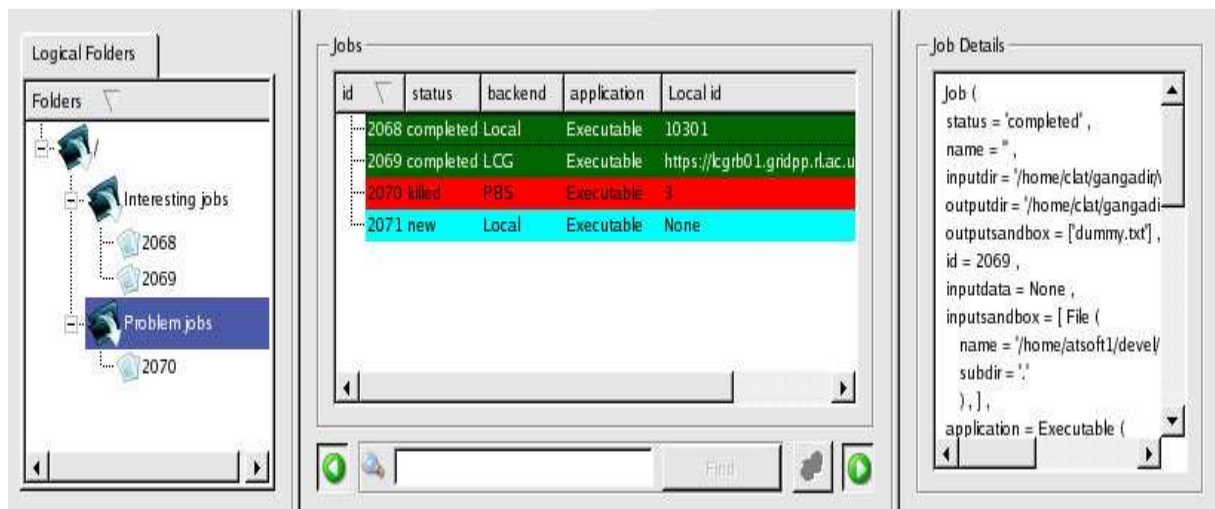 Logical Folders
Folders
/
Interesting jobs
2068
2069
Problem jobs
2070
Jobs
id status backend application Local id
2068 completed Local Executable 10301
2069 completed LCG Executable https://lcgrb01.gridpp.rl.ac.u
2070 killed PBS Executable 3
2071 new Local Executable None
Find
Job Details
Job (
status = 'completed' ,
name = '' ,
inputdir = '/home/clat/gangadir/
outputdir = '/home/clat/gangadi
outputsandbox = ['dummy.txt'] ,
id = 2069 ,
inputdata = None ,
inputsandbox = [ File (
name = '/home/atsoft1/devel/
subdir = '.'
) , ] ,
application = Executable (